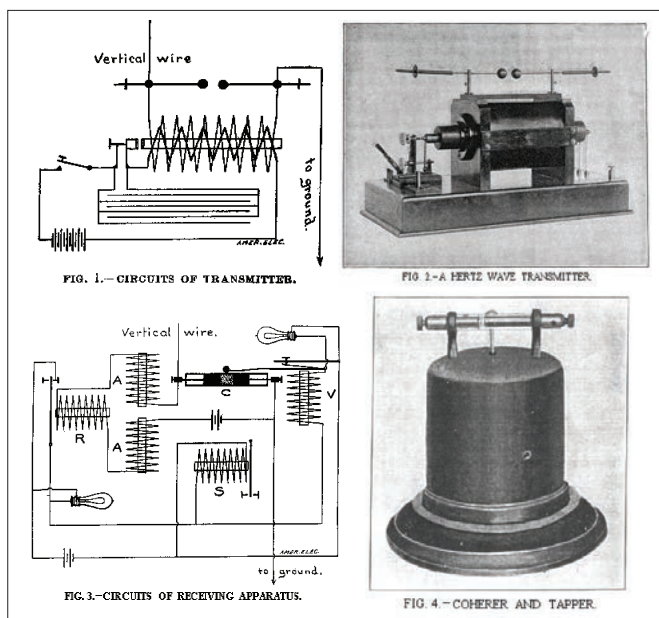 Vertical wire
to ground.
AMER. ELEC.
FIG. 1.—CIRCUITS OF TRANSMITTER.
FIG. 2.-A HERTZ WAVE TRANSMITTER
Vertical wire.
A
C
V
R
A
S
AMER. ELEC.
to ground.
FIG. 3.—CIRCUITS OF RECEIVING APPARATUS.
FIG. 4.-COHERER AND TAPPER.